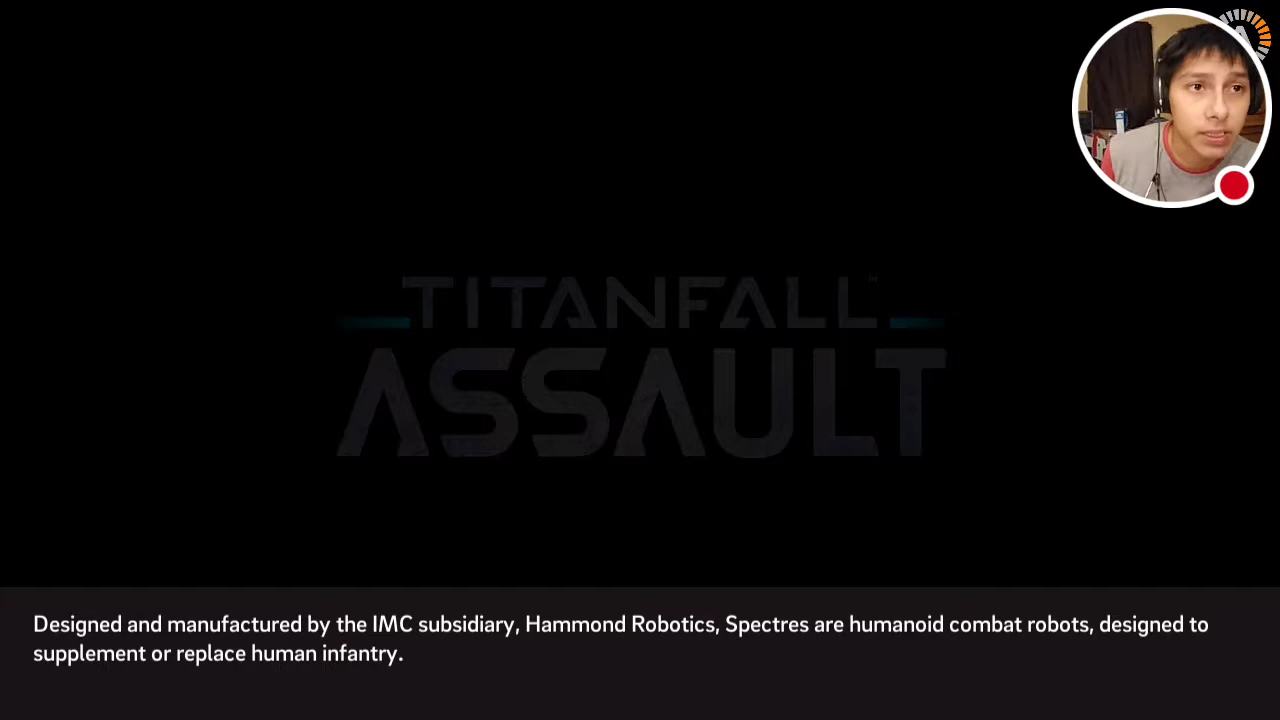 TITANFALL
ASSAULT
Designed and manufactured by the IMC subsidiary, Hammond Robotics, Spectres are humanoid combat robots, designed to
supplement or replace human infantry.